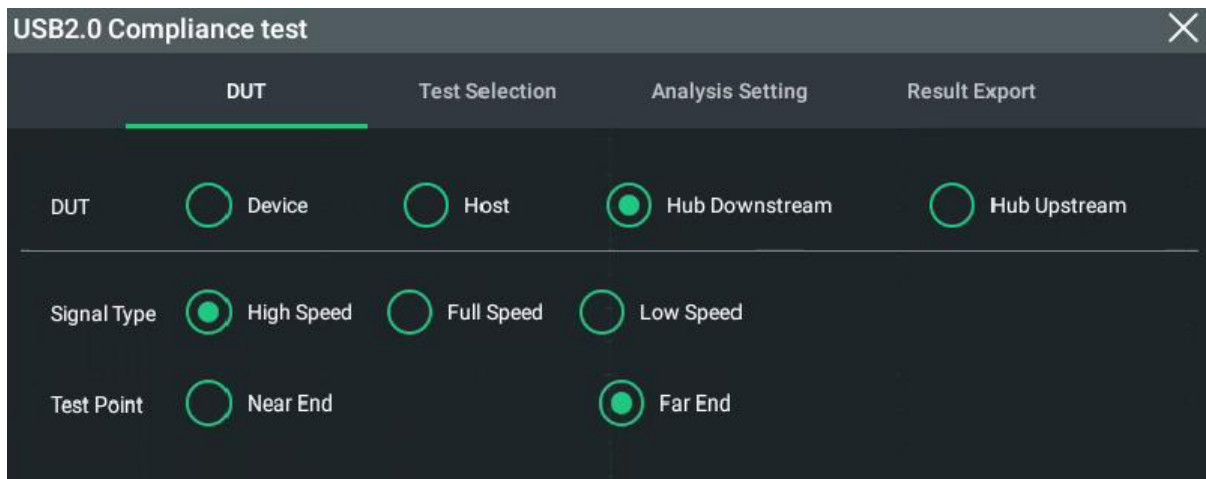 USB2.0 Compliance test
DUT Test Selection Analysis Setting Result Export
DUT Device Host Hub Downstream Hub Upstream
Signal Type High Speed Full Speed Low Speed
Test Point Near End Far End